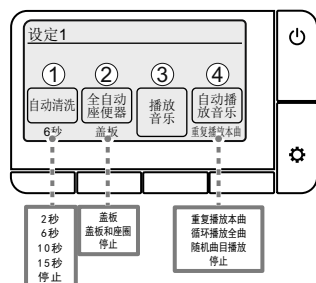 设定1
① ② ③ ④
自动清洗 全自动座便器 播放音乐 自动播放音乐
6秒 盖板 重复播放本曲
2秒
6秒
10秒
15秒
停止
盖板
盖板和座圈
停止
重复播放本曲
循环播放全曲
随机曲目播放
停止